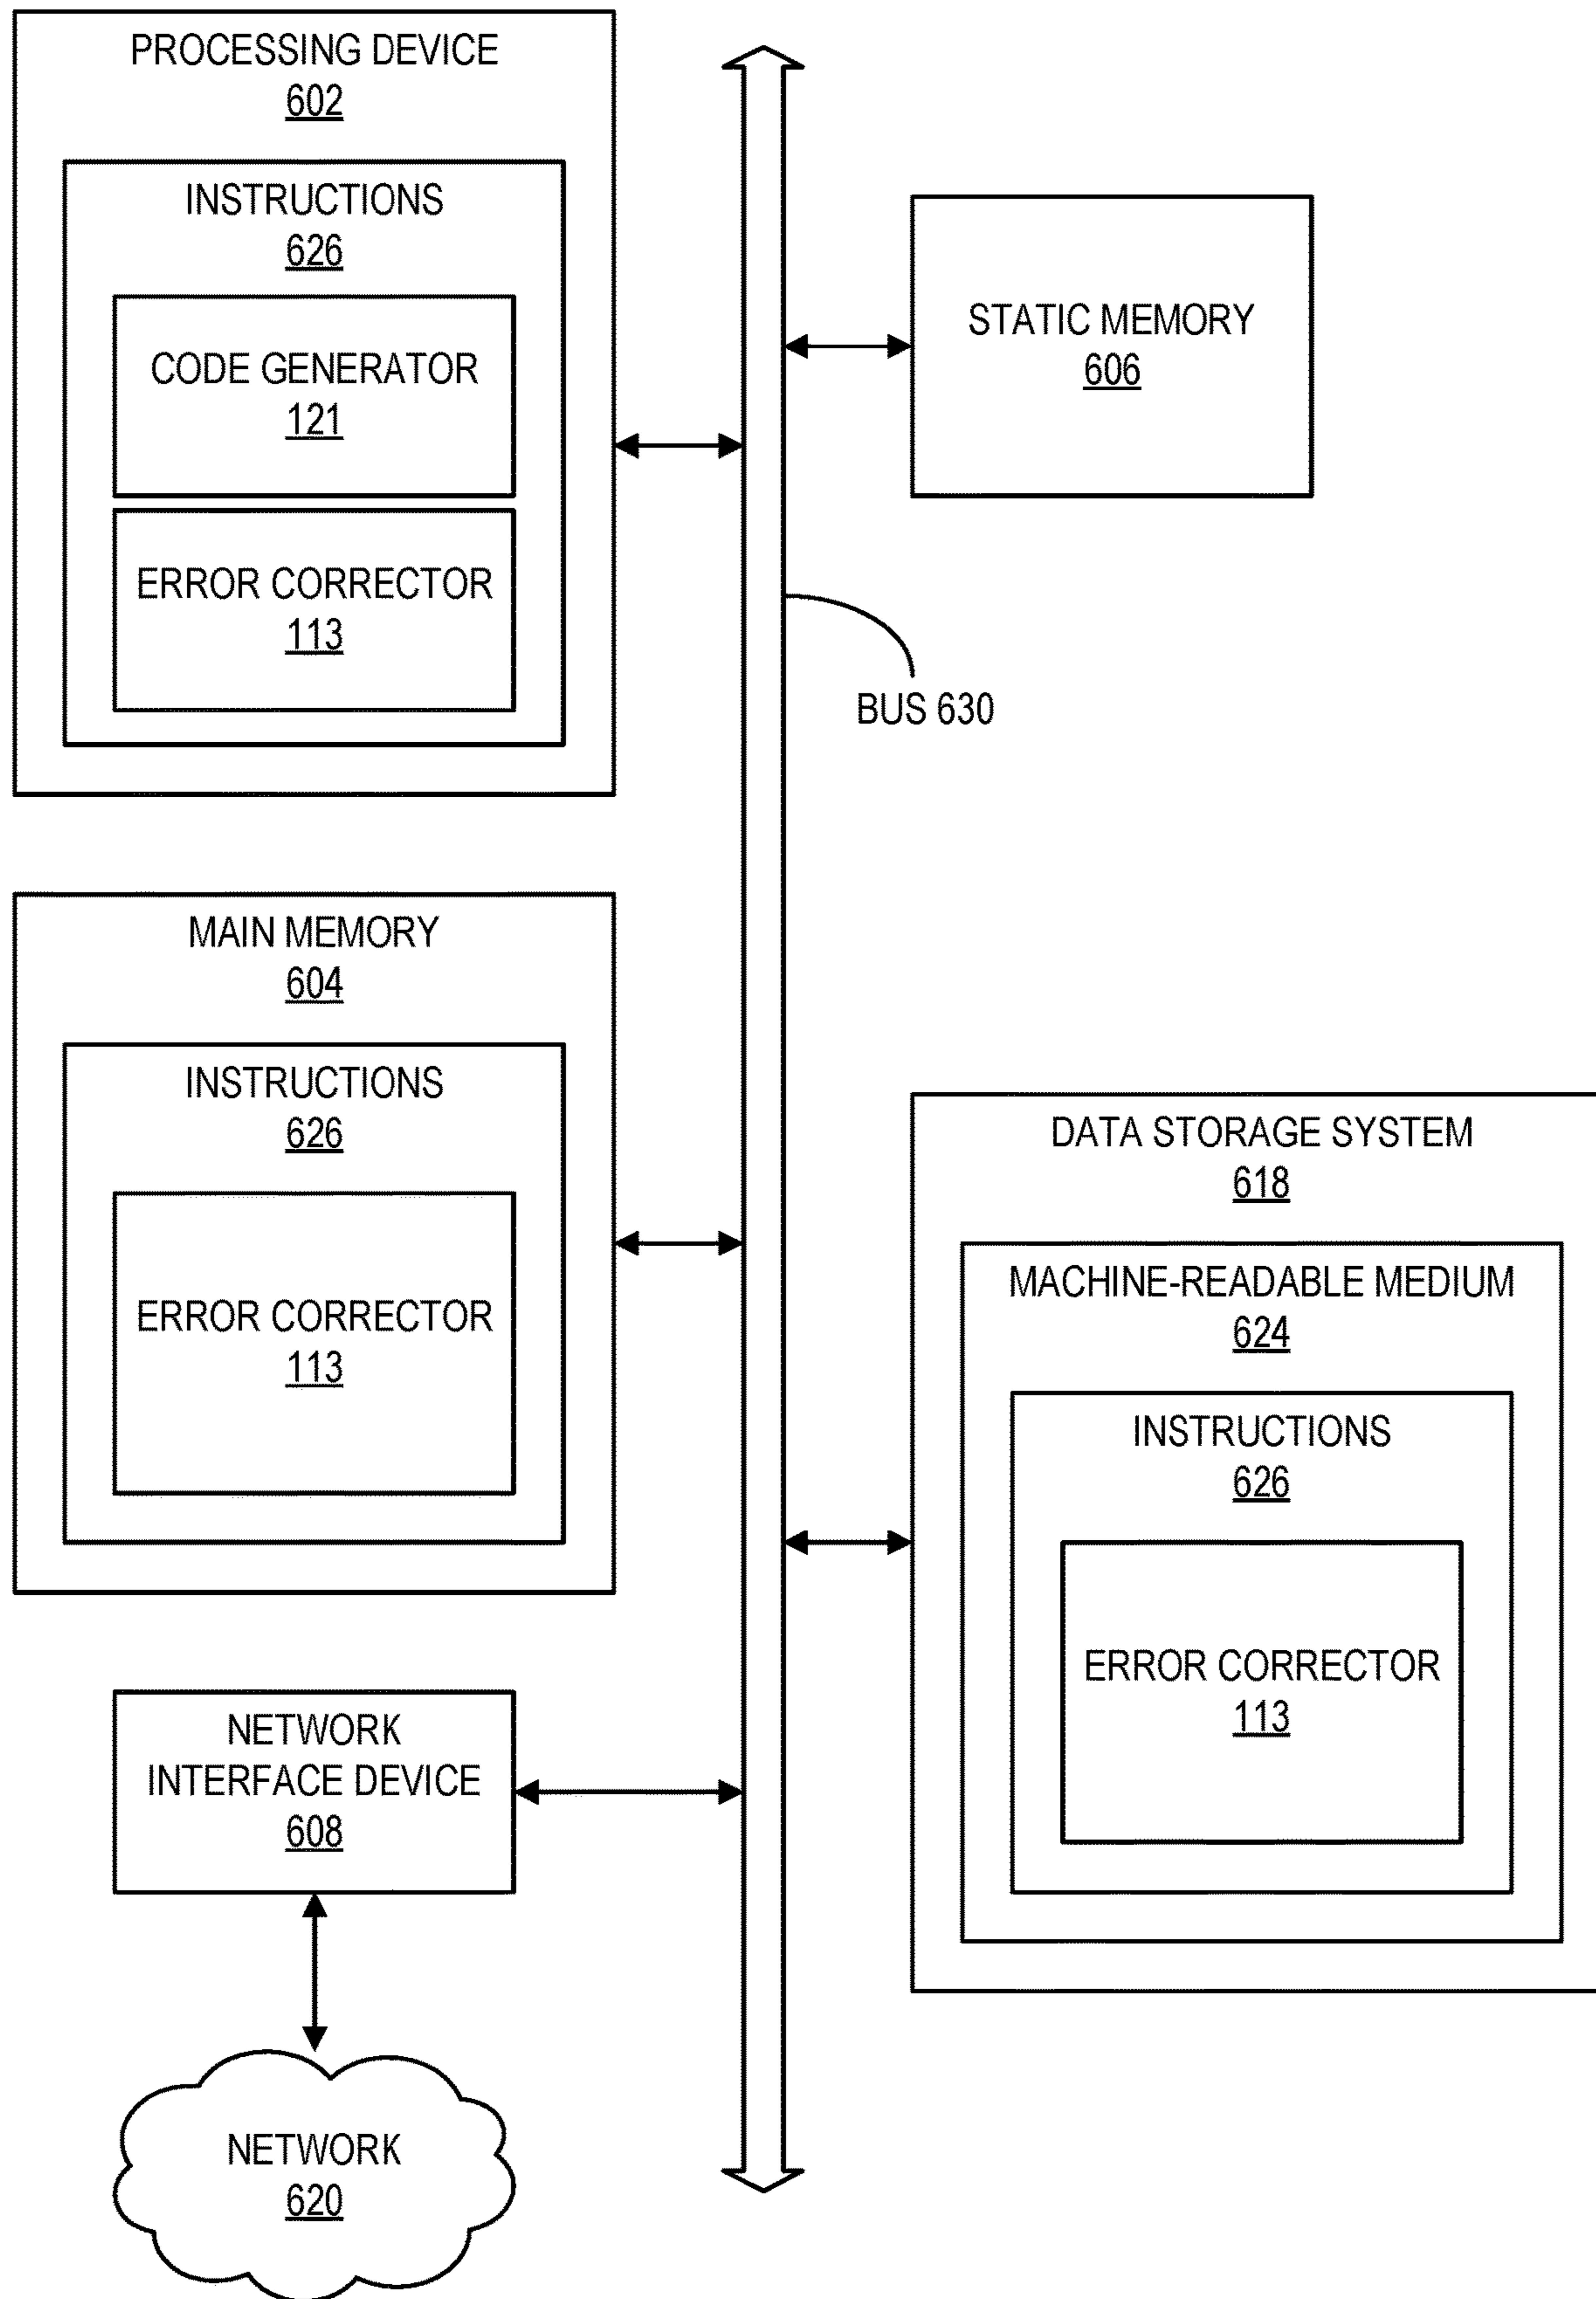 PROCESSING DEVICE
602
INSTRUCTIONS
626
CODE GENERATOR
121
ERROR CORRECTOR
113
STATIC MEMORY
606
BUS 630
MAIN MEMORY
604
INSTRUCTIONS
626
ERROR CORRECTOR
113
DATA STORAGE SYSTEM
618
MACHINE-READABLE MEDIUM
624
INSTRUCTIONS
626
ERROR CORRECTOR
113
NETWORK
INTERFACE DEVICE
608
NETWORK
620